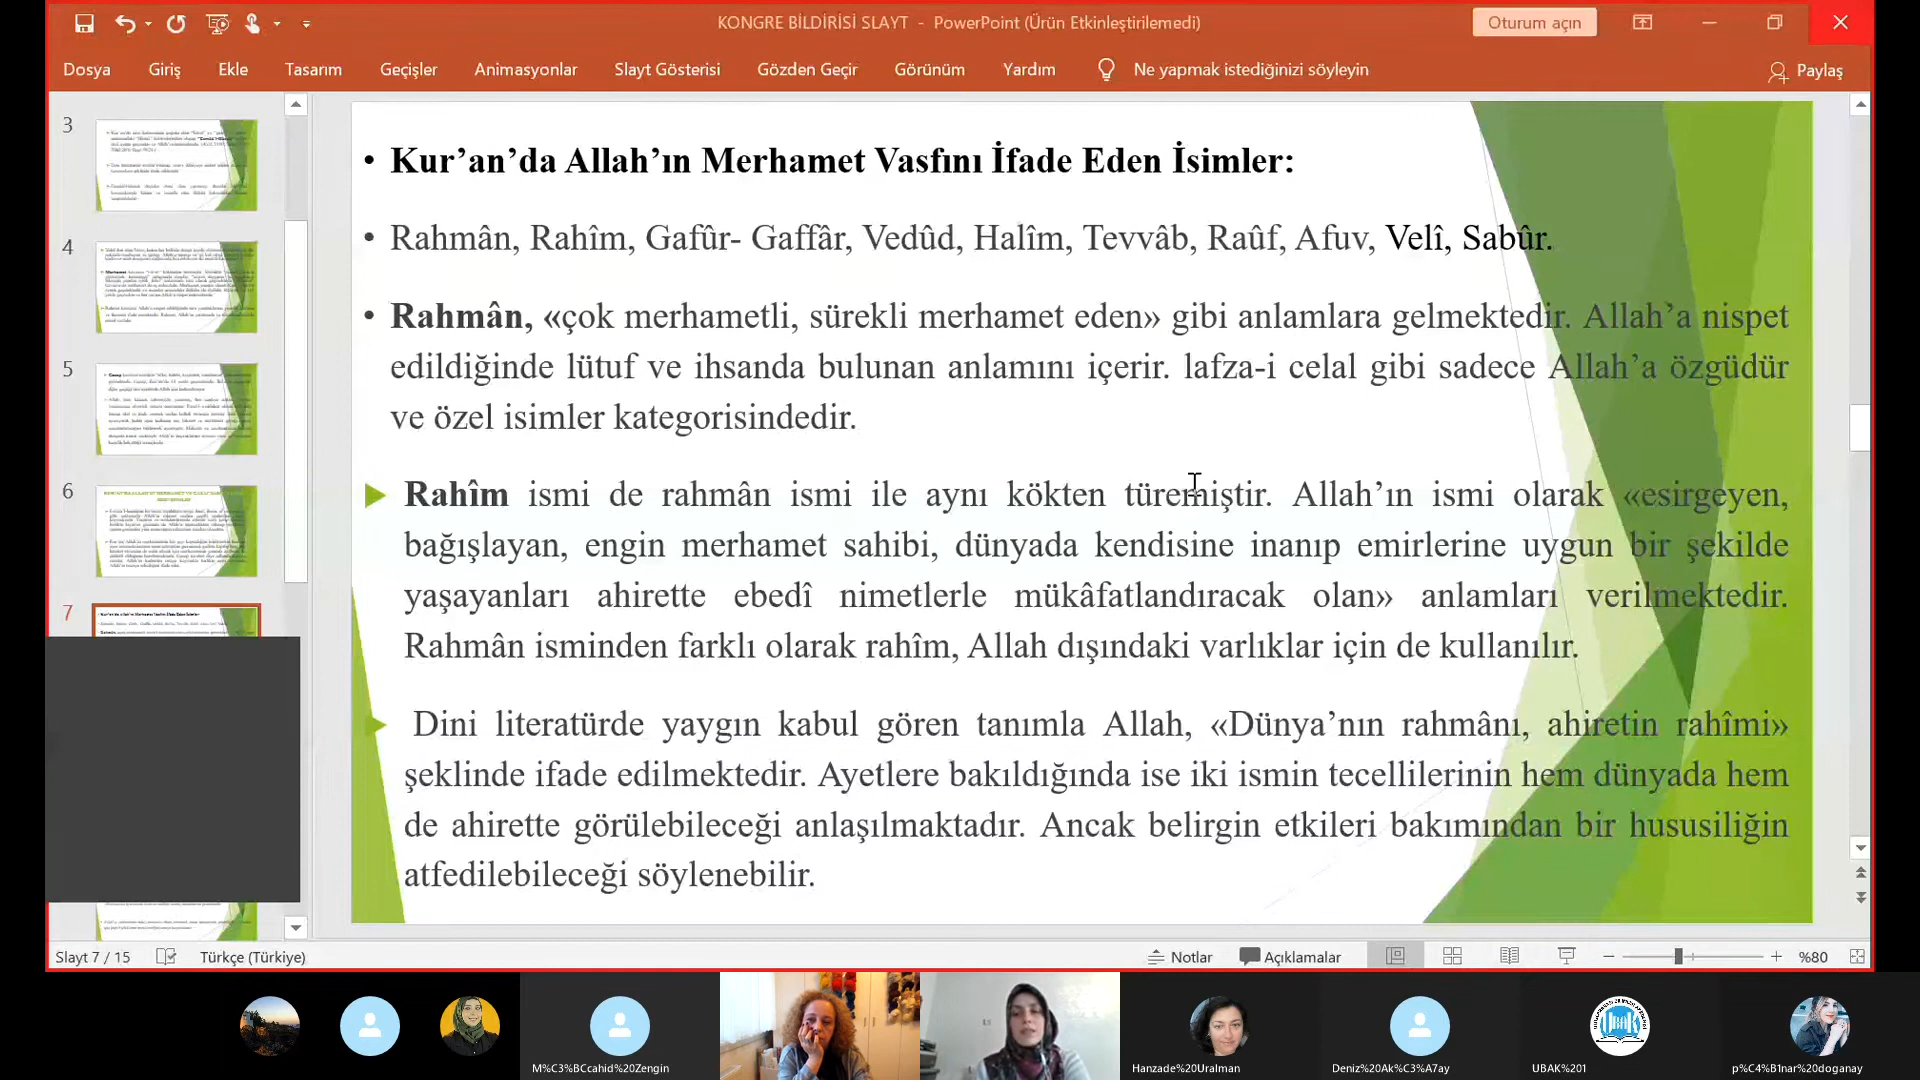 KONGRE BİLDİRİSİ SLAYT - PowerPoint (Ürün Etkinleştirilemedi)
Oturum açın
Dosya Giriş Ekle Tasarım Geçişler Animasyonlar Slayt Gösterisi Gözden Geçir Görünüm Yardım Ne yapmak istediğinizi söyleyin Paylaş
3
4
5
6
7
• Kur’an’da Allah’ın Merhamet Vasfını İfade Eden İsimler:
• Rahmân, Rahîm, Gafûr- Gaffâr, Vedûd, Halîm, Tevvâb, Raûf, Afuv, Velî, Sabûr.
• Rahmân, «çok merhametli, sürekli merhamet eden» gibi anlamlara gelmektedir. Allah’a nispet
edildiğinde lütuf ve ihsanda bulunan anlamını içerir. lafza-i celal gibi sadece Allah’a özgüdür
ve özel isimler kategorisindedir.
Rahîm ismi de rahmân ismi ile aynı kökten türemiştir. Allah’ın ismi olarak «esirgeyen,
bağışlayan, engin merhamet sahibi, dünyada kendisine inanıp emirlerine uygun bir şekilde
yaşayanları ahirette ebedî nimetlerle mükâfatlandıracak olan» anlamları verilmektedir.
Rahmân isminden farklı olarak rahîm, Allah dışındaki varlıklar için de kullanılır.
Dini literatürde yaygın kabul gören tanımla Allah, «Dünya’nın rahmânı, ahiretin rahîmi»
şeklinde ifade edilmektedir. Ayetlere bakıldığında ise iki ismin tecellilerinin hem dünyada hem
de ahirette görülebileceği anlaşılmaktadır. Ancak belirgin etkileri bakımından bir hususiliğin
atfedilebileceği söylenebilir.
Slayt 7 / 15 Türkçe (Türkiye) Notlar Açıklamalar %80
M%C3%BCcahid%20Zengin
Hanzade%20Uralman
Deniz%20Ak%C3%A7ay
UBAK%201
p%C4%B1nar%20doganay